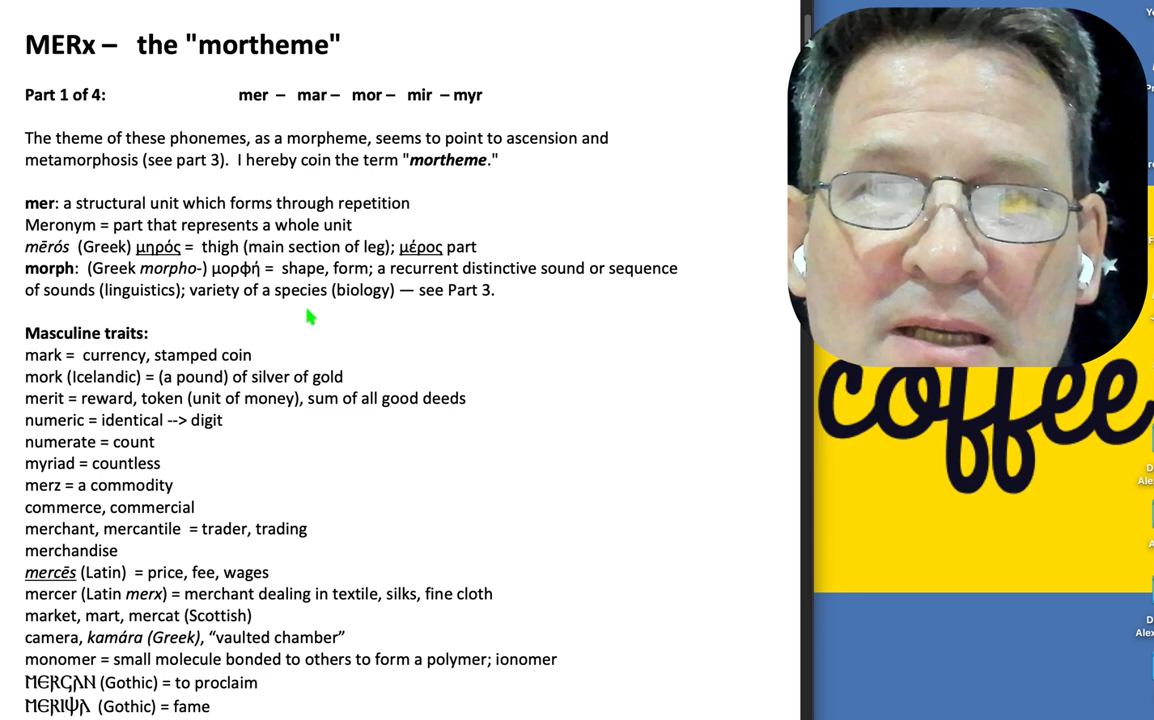 MERx – the "mortheme"
Part 1 of 4: mer – mar – mor – mir – myr
The theme of these phonemes, as a morpheme, seems to point to ascension and
metamorphosis (see part 3). I hereby coin the term "mortheme."
mer: a structural unit which forms through repetition
Meronym = part that represents a whole unit
mērós (Greek) μηρός = thigh (main section of leg); μέρος part
morph: (Greek morpho-) μορφή = shape, form; a recurrent distinctive sound or sequence
of sounds (linguistics); variety of a species (biology) — see Part 3.
Masculine traits:
mark = currency, stamped coin
mork (Icelandic) = (a pound) of silver of gold
merit = reward, token (unit of money), sum of all good deeds
numeric = identical --> digit
numerate = count
myriad = countless
merz = a commodity
commerce, commercial
merchant, mercantile = trader, trading
merchandise
mercēs (Latin) = price, fee, wages
mercer (Latin merx) = merchant dealing in textile, silks, fine cloth
market, mart, mercat (Scottish)
camera, kamára (Greek), “vaulted chamber”
monomer = small molecule bonded to others to form a polymer; ionomer
𐌼𐌴𐍂𐌾𐌰𐌽 (Gothic) = to proclaim
𐌼𐌴𐍂𐌹𐌸𐌰 (Gothic) = fame
coffee